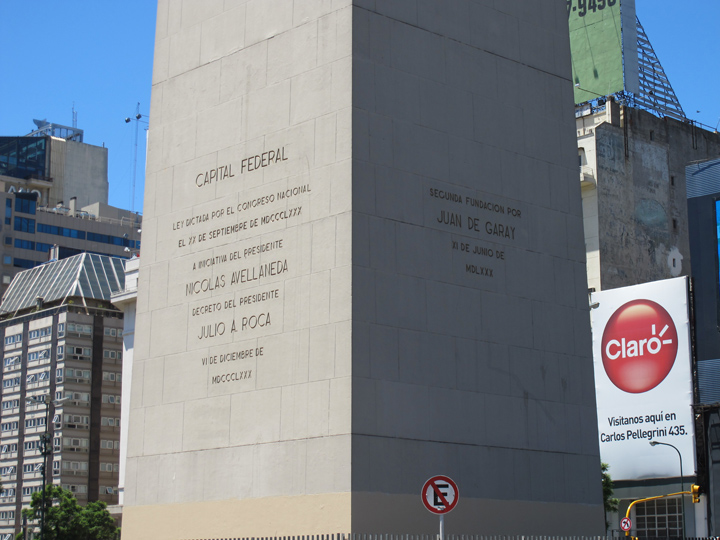 CAPITAL FEDERAL
LEY DICTADA POR EL CONGRESO NACIONAL
EL XX DE SEPTIEMBRE DE MDCCCLXXX
A INICIATIVA DEL PRESIDENTE
NICOLAS AVELLANEDA
DECRETO DEL PRESIDENTE
JULIO A. ROCA
VI DE DICIEMBRE DE
MDCCCLXXX
SEGUNDA FUNDACION POR
JUAN DE GARAY
XI DE JUNIO DE
MDLXXX
7-9450
Claro
Visitanos aquí en
Carlos Pellegrini 435.
E